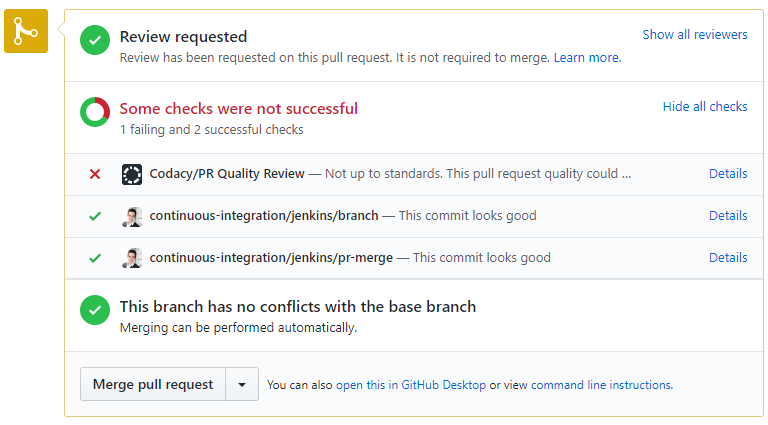 Review requested
Show all reviewers
Review has been requested on this pull request. It is not required to merge. Learn more.
Some checks were not successful
Hide all checks
1 failing and 2 successful checks
Codacy/PR Quality Review — Not up to standards. This pull request quality could ...
Details
continuous-integration/jenkins/branch — This commit looks good
Details
continuous-integration/jenkins/pr-merge — This commit looks good
Details
This branch has no conflicts with the base branch
Merging can be performed automatically.
Merge pull request
You can also open this in GitHub Desktop or view command line instructions.